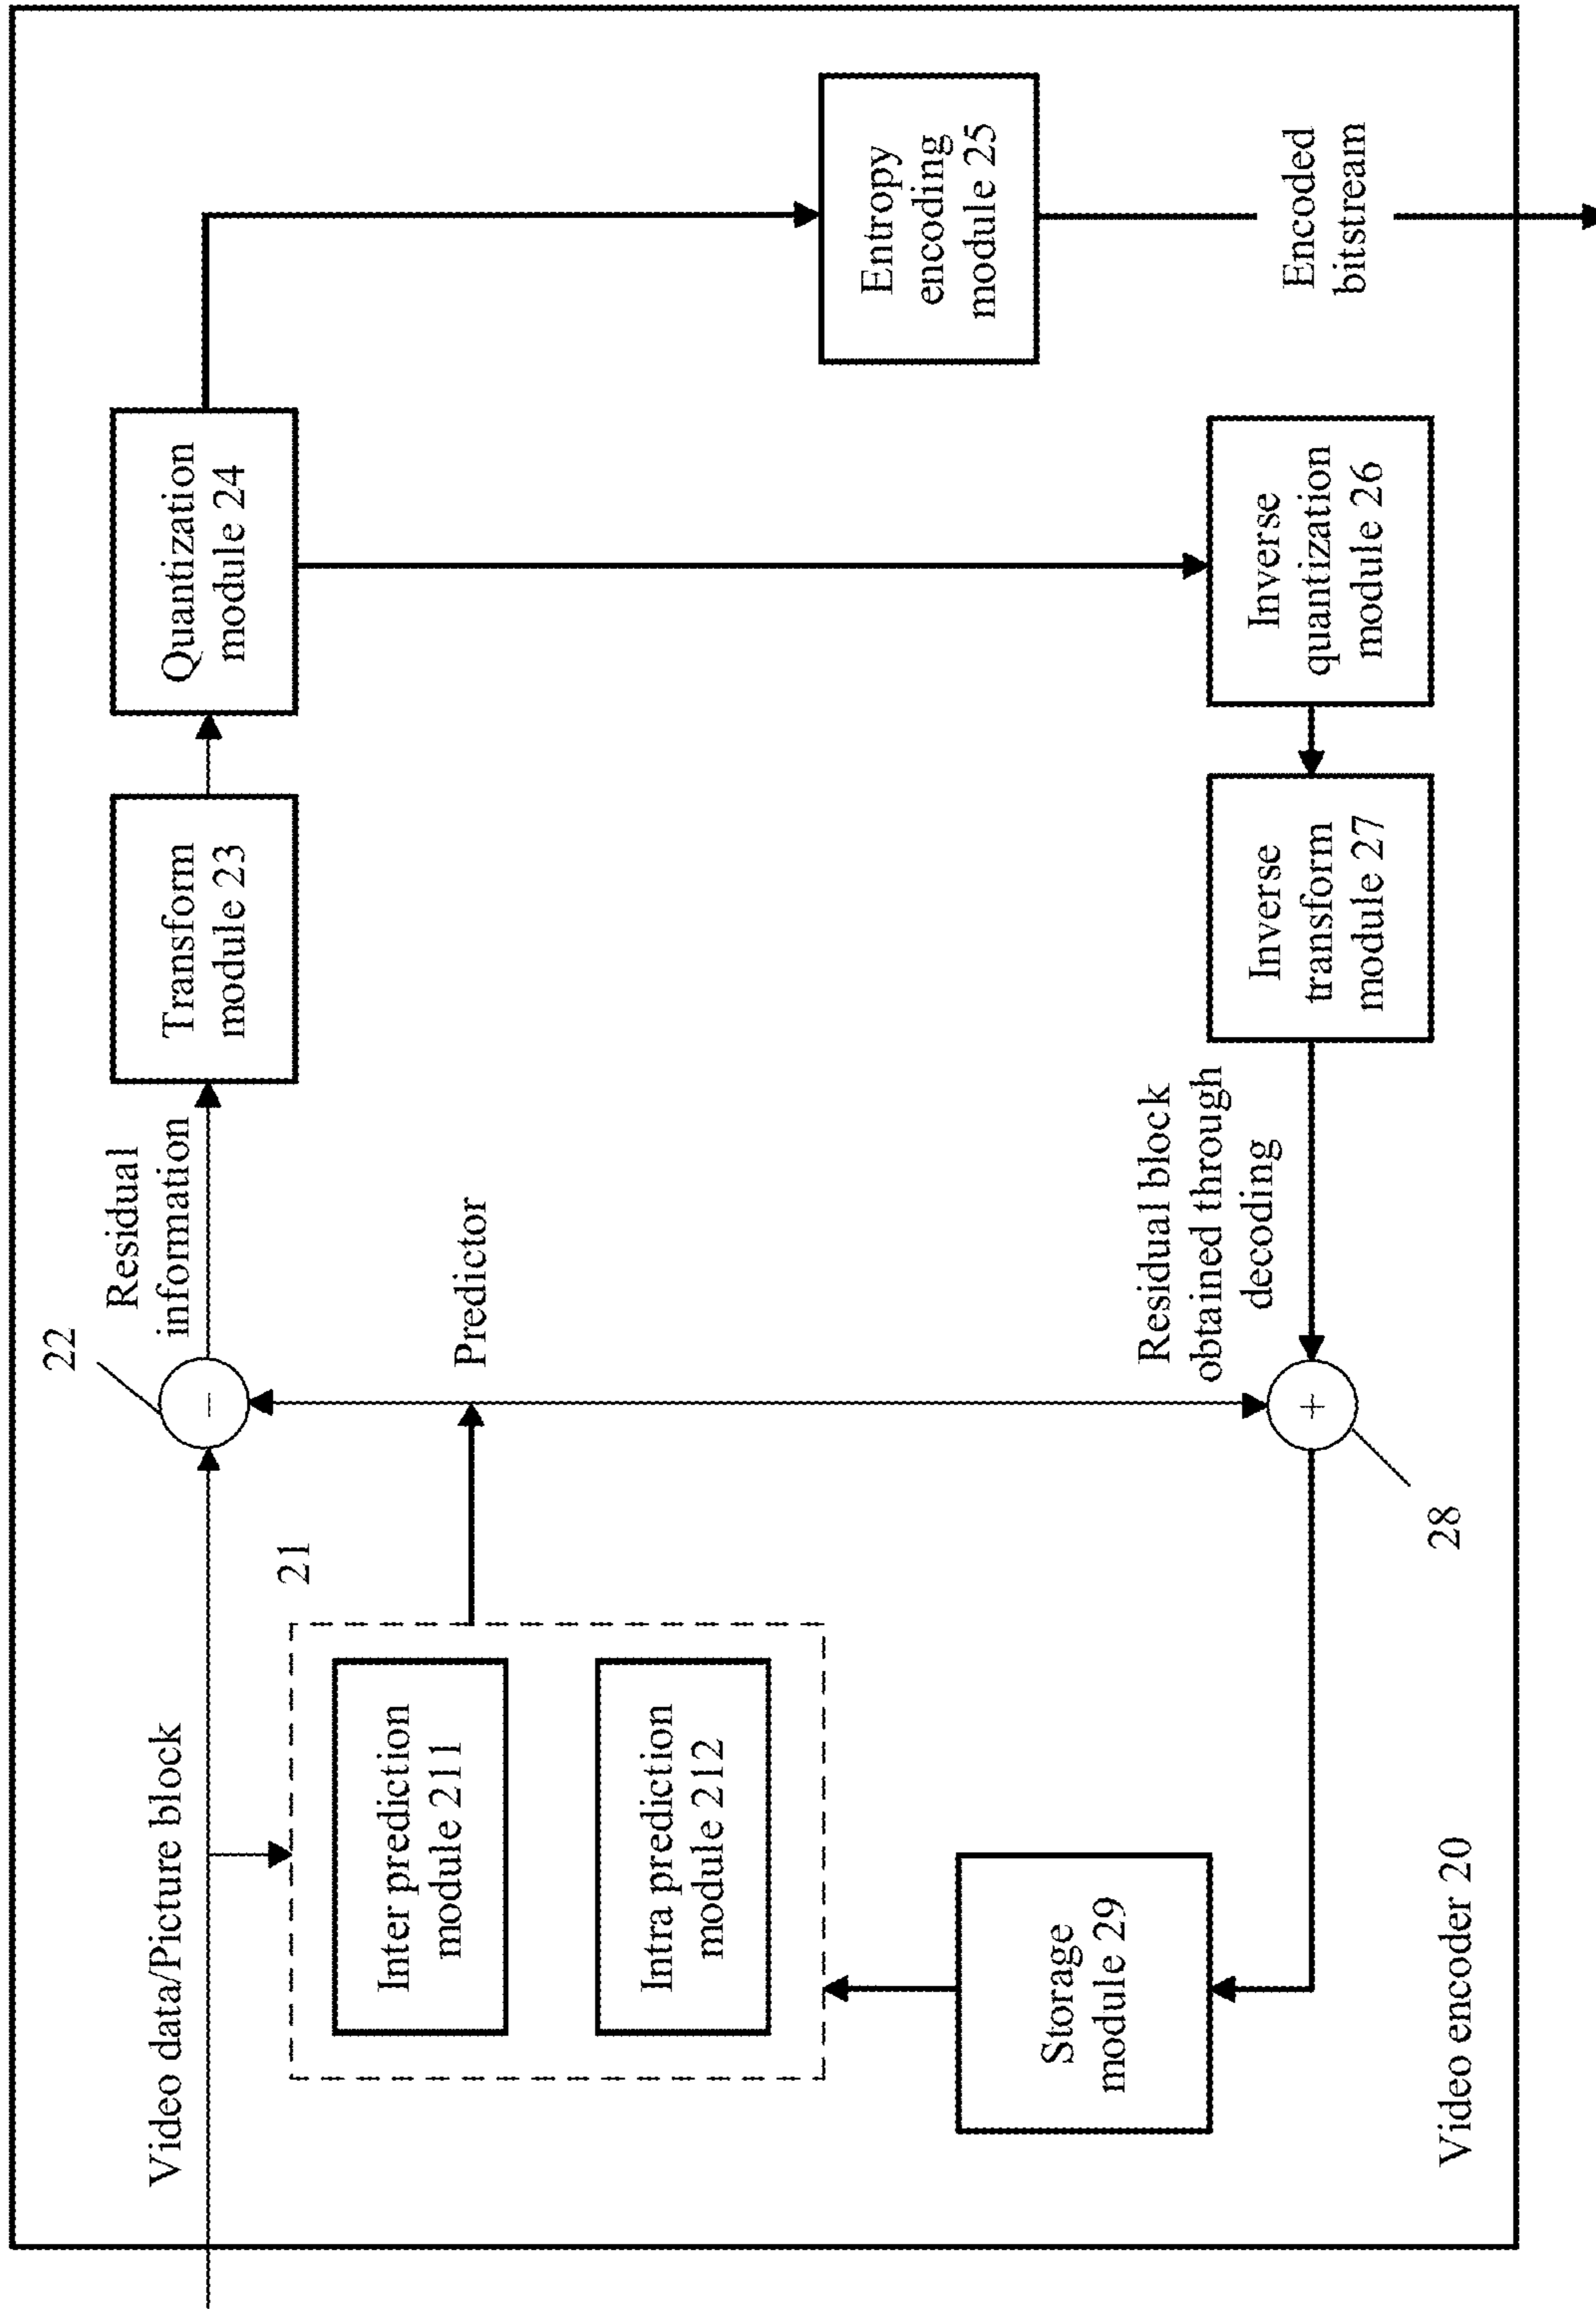 Video data/Picture block
22
Residual
information
Transform
module 23
Quantization
module 24
21
Inter prediction
module 211
Intra prediction
module 212
Predictor
–
Entropy
encoding
module 25
Storage
module 29
Residual block
obtained through
decoding
+
28
Inverse
transform
module 27
Inverse
quantization
module 26
Encoded
bitstream
Video encoder 20